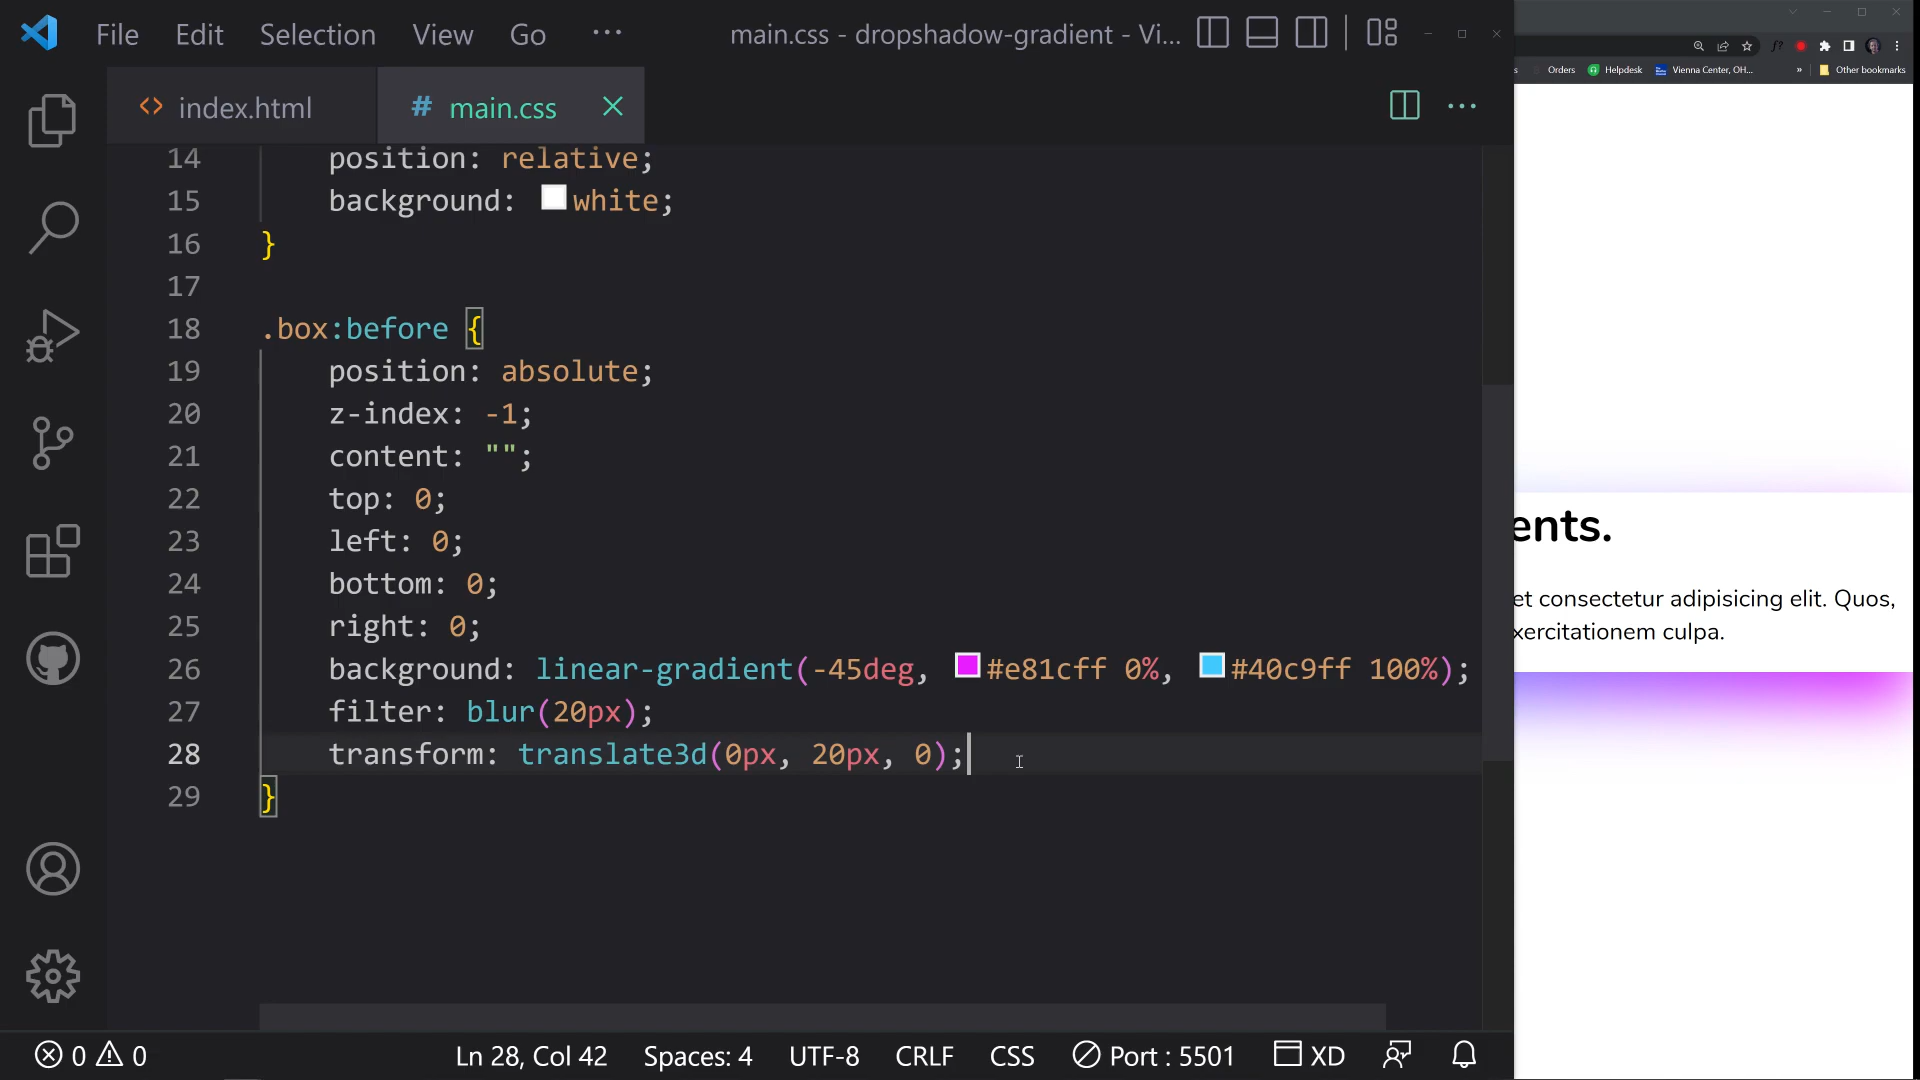 File Edit Selection View Go ··· main.css - dropshadow-gradient - Vi...
index.html # main.css
14 position: relative;
15 background: white;
16 }
17
18 .box:before {
19 position: absolute;
20 z-index: -1;
21 content: "";
22 top: 0;
23 left: 0;
24 bottom: 0;
25 right: 0;
26 background: linear-gradient(-45deg, #e81cff 0%, #40c9ff 100%);
27 filter: blur(20px);
28 transform: translate3d(0px, 20px, 0);
29 }
0 0 Ln 28, Col 42 Spaces: 4 UTF-8 CRLF CSS Port : 5501 XD
s Orders Helpdesk Vienna Center, OH... » Other bookmarks
ents.
et consectetur adipisicing elit. Quos,
xercitationem culpa.